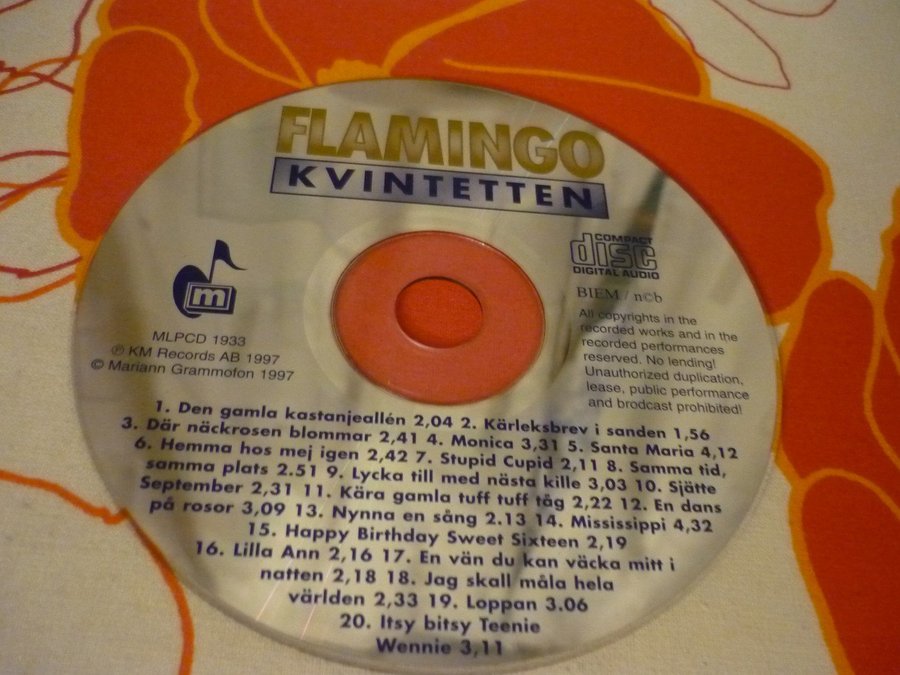 FLAMINGO
KVINTETTEN
COMPACT
disc
DIGITAL AUDIO
BIEM / n©b
All copyrights in the
recorded works and in the
recorded performances
reserved. No lending!
Unauthorized duplication,
lease, public performance
and brodcast prohibited!
m
MLPCD 1933
℗ KM Records AB 1997
© Mariann Grammofon 1997
1. Den gamla kastanjeallén 2,04 2. Kärleksbrev i sanden 1,56
3. Där näckrosen blommar 2,41 4. Monica 3,31 5. Santa Maria 4,12
6. Hemma hos mej igen 2,42 7. Stupid Cupid 2,11 8. Samma tid,
samma plats 2.51 9. Lycka till med nästa kille 3,03 10. Sjätte
September 2,31 11. Kära gamla tuff tuff tåg 2,22 12. En dans
på rosor 3,09 13. Nynna en sång 2.13 14. Mississippi 4,32
15. Happy Birthday Sweet Sixteen 2,19
16. Lilla Ann 2,16 17. En vän du kan väcka mitt i
natten 2,18 18. Jag skall måla hela
världen 2,33 19. Loppan 3.06
20. Itsy bitsy Teenie
Wennie 3,11